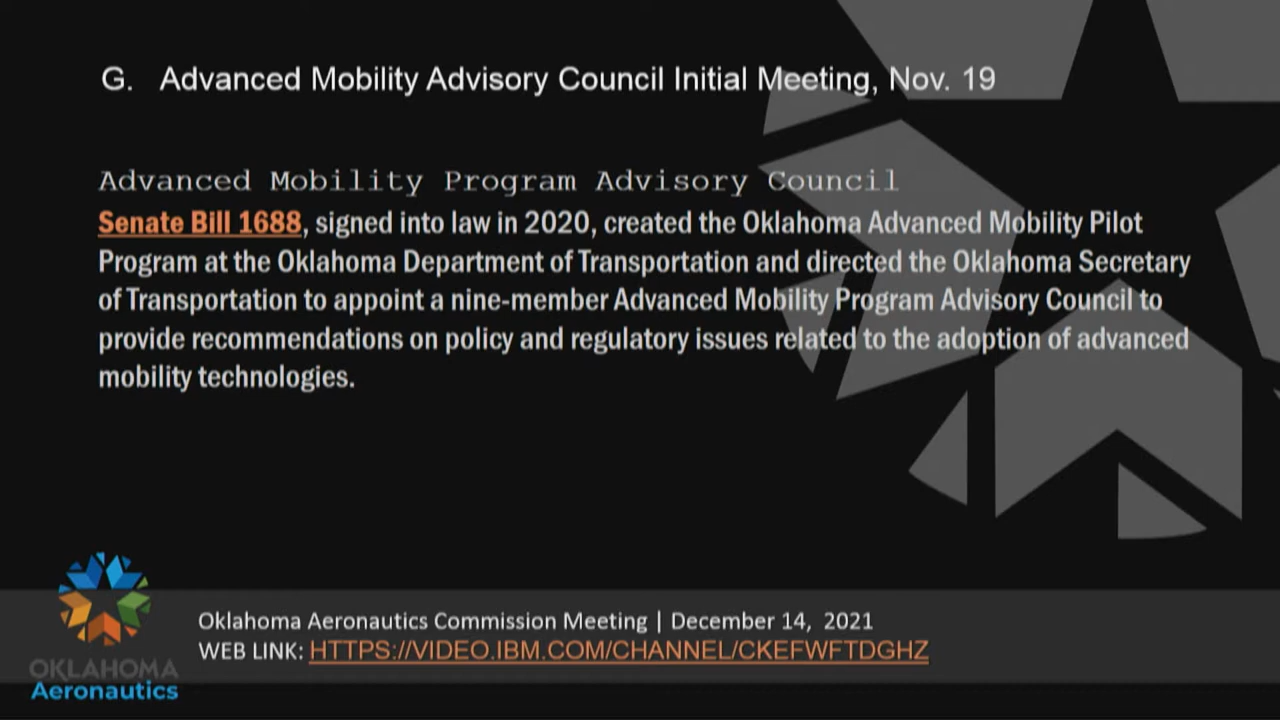 G. Advanced Mobility Advisory Council Initial Meeting, Nov. 19
Advanced Mobility Program Advisory Council
Senate Bill 1688, signed into law in 2020, created the Oklahoma Advanced Mobility Pilot
Program at the Oklahoma Department of Transportation and directed the Oklahoma Secretary
of Transportation to appoint a nine-member Advanced Mobility Program Advisory Council to
provide recommendations on policy and regulatory issues related to the adoption of advanced
mobility technologies.
Oklahoma Aeronautics Commission Meeting | December 14, 2021
WEB LINK: HTTPS://VIDEO.IBM.COM/CHANNEL/CKEFWFTDGHZ
OKLAHOMA
Aeronautics